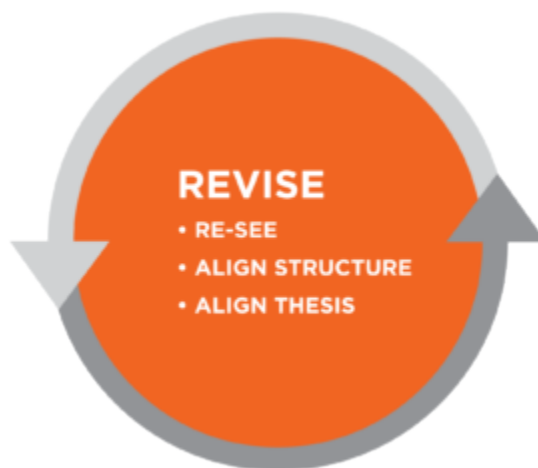 REVISE
• RE-SEE
• ALIGN STRUCTURE
• ALIGN THESIS